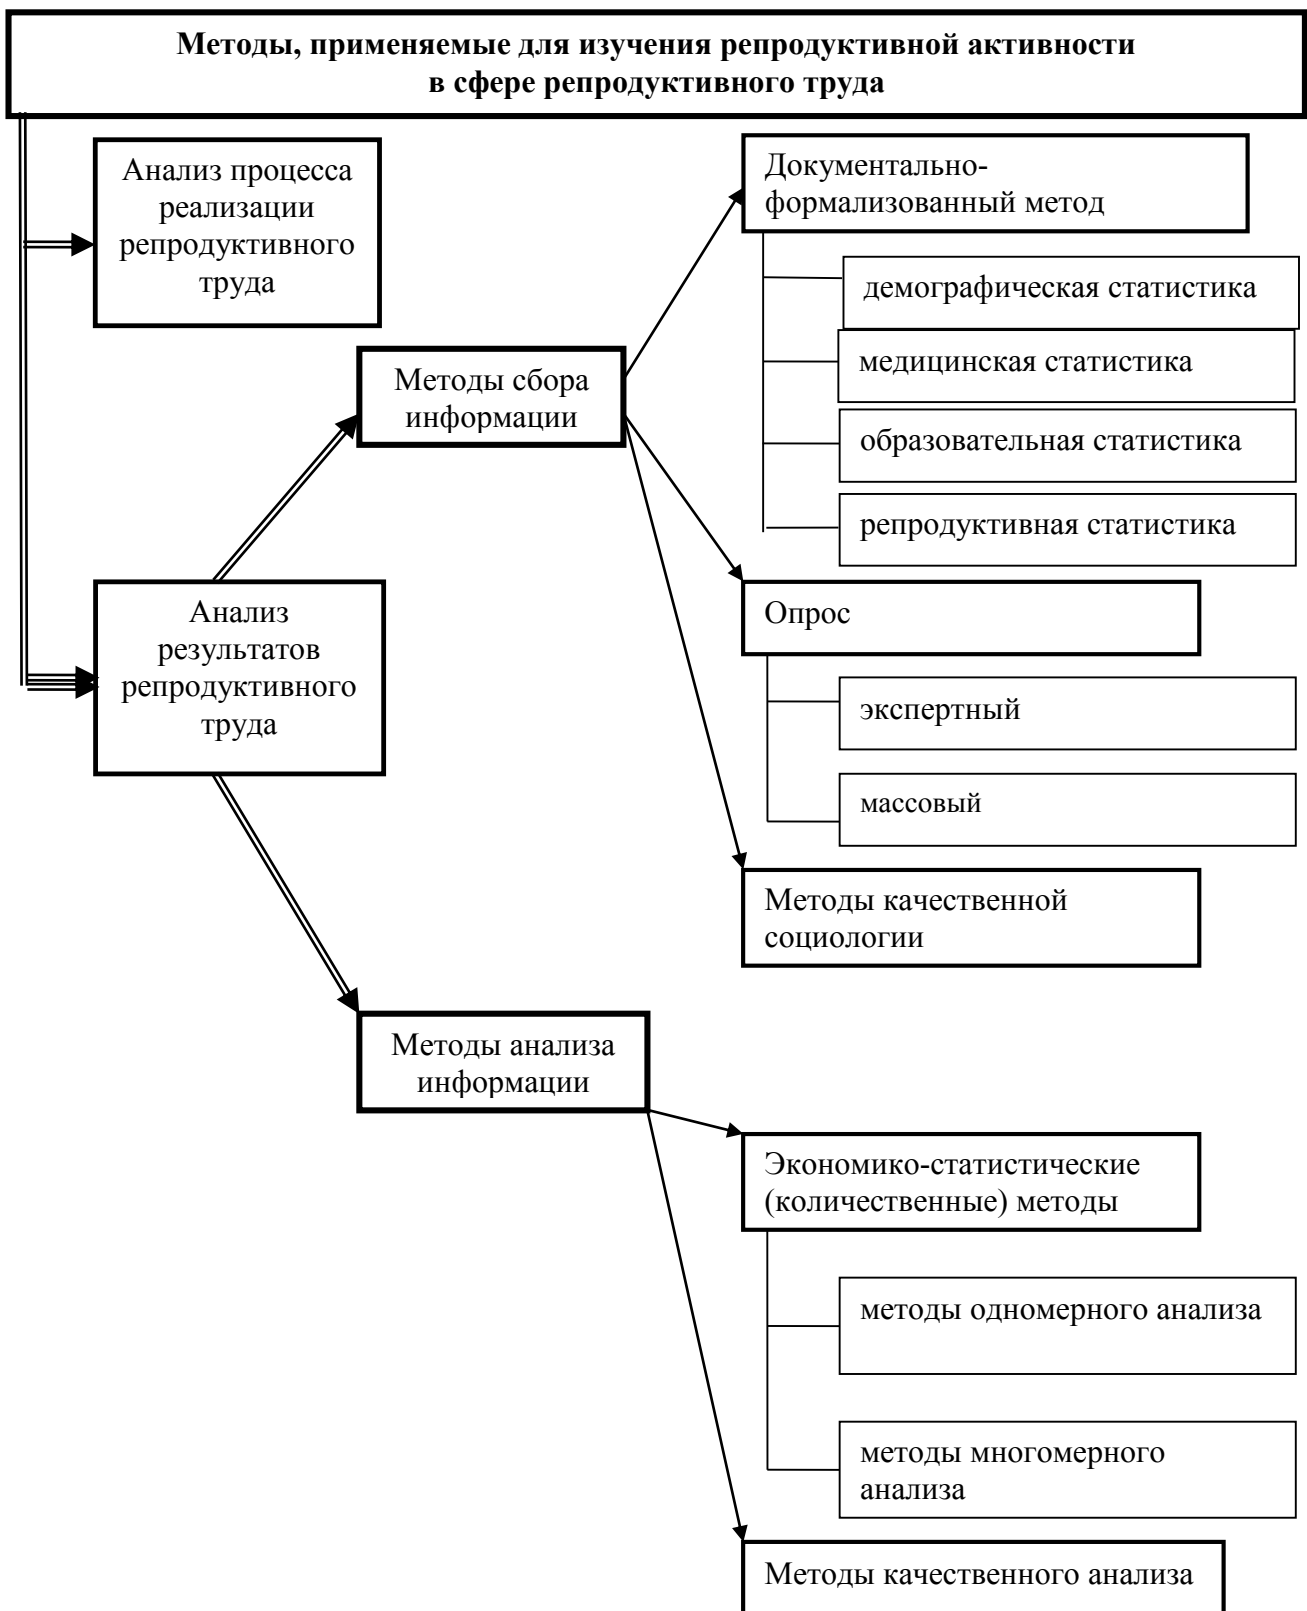 Методы, применяемые для изучения репродуктивной активности
в сфере репродуктивного труда
Анализ процесса
реализации
репродуктивного
труда
Документально-
формализованный метод
демографическая статистика
Методы сбора
информации
медицинская статистика
образовательная статистика
репродуктивная статистика
Анализ
результатов
репродуктивного
труда
Опрос
экспертный
массовый
Методы качественной
социологии
Методы анализа
информации
Экономико-статистические
(количественные) методы
методы одномерного анализа
методы многомерного
анализа
Методы качественного анализа